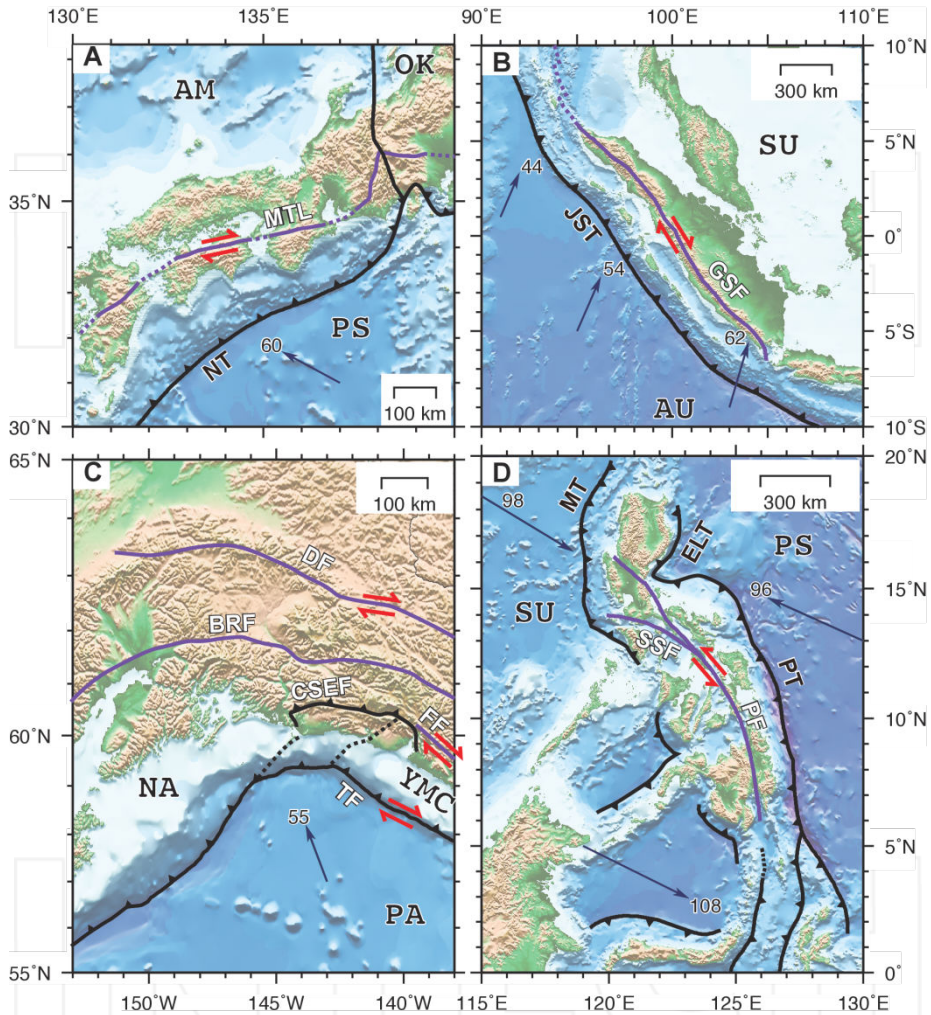 130°E 135°E 90°E 100°E 110°E
A AM OK
B 300 km SU
10°N
5°N
0°
5°S
10°S
35°N
30°N
MTL
PS
NT
60
100 km
44
JST
54
GSF
62
AU
65°N
60°N
55°N
C 100 km
DF
BRF
CSEF
FF
NA
YMC
TF
55
PA
150°W 145°W 140°W
D 300 km
20°N
15°N
10°N
5°N
0°
MT
98
ELT
PS
SU
96
SSF
PT
PF
108
115°E 120°E 125°E 130°E